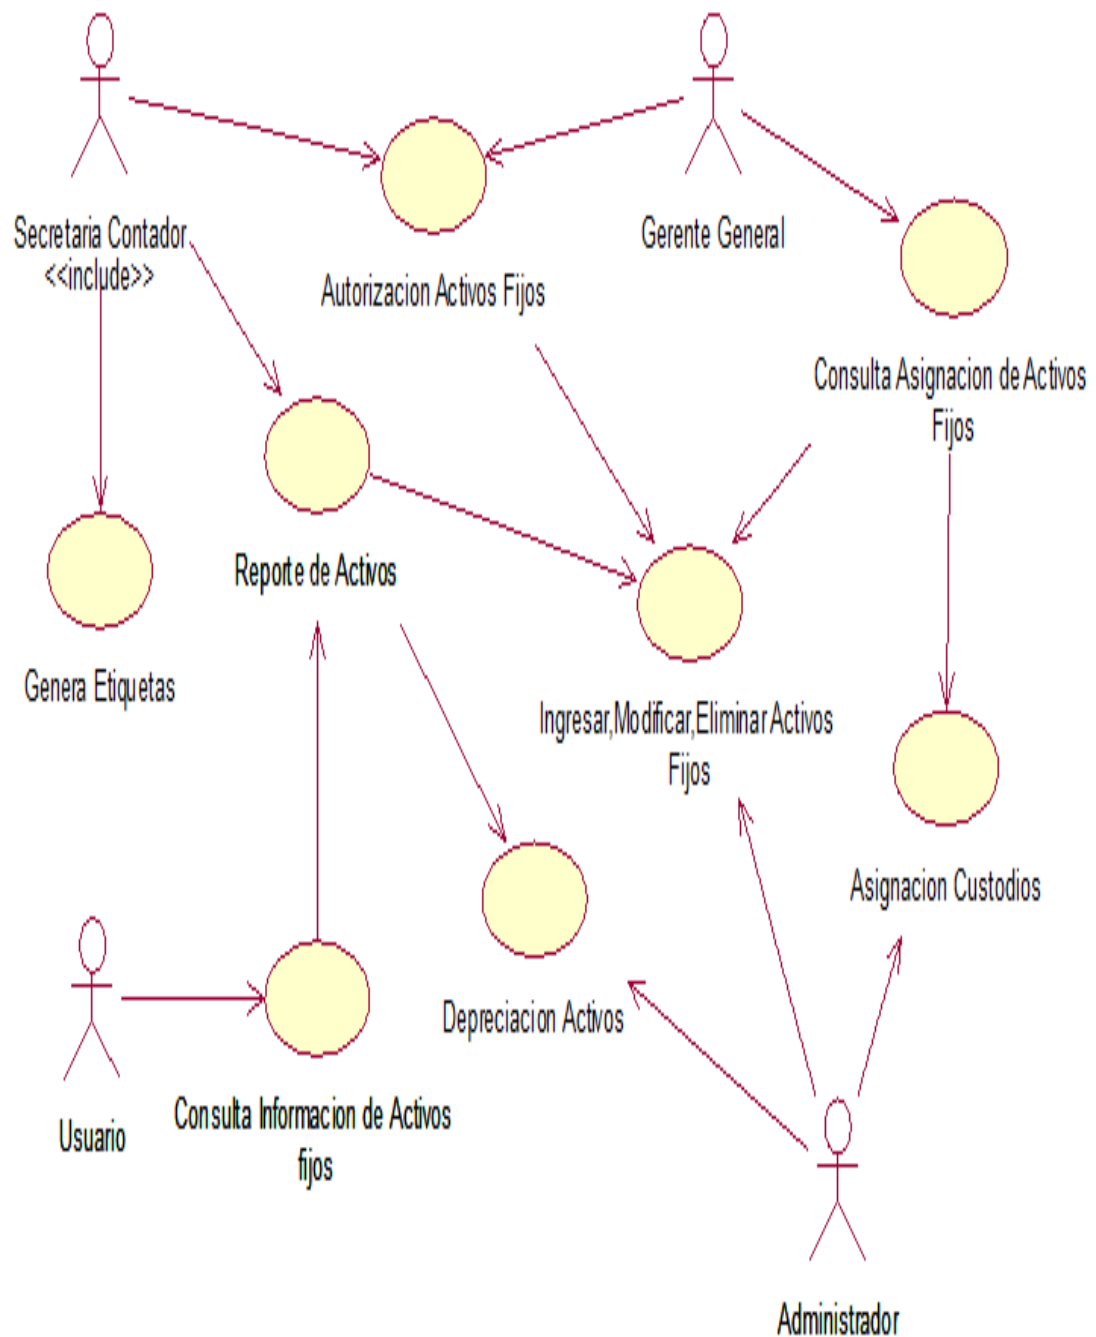 Secretaria Contador
<<include>>
Gerente General
Autorizacion Activos Fijos
Consulta Asignacion de Activos
Fijos
Reporte de Activos
Genera Etiquetas
Ingresar,Modificar,Eliminar Activos
Fijos
Asignacion Custodios
Depreciacion Activos
Usuario
Consulta Informacion de Activos
fijos
Administrador